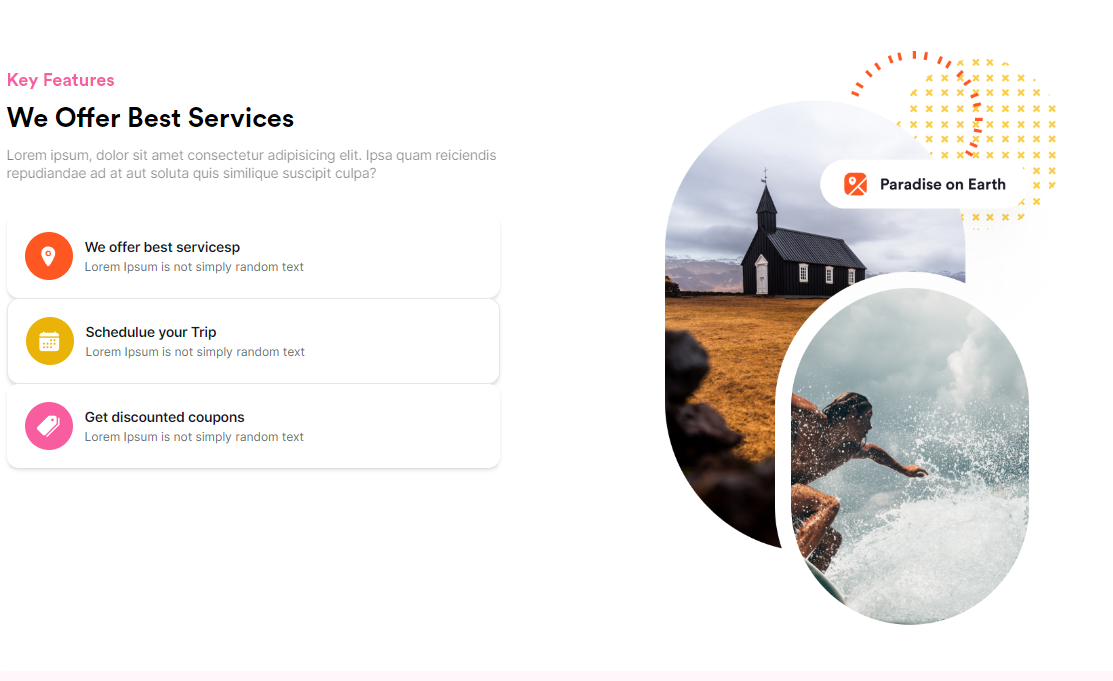 Key Features
We Offer Best Services
Lorem ipsum, dolor sit amet consectetur adipisicing elit. Ipsa quam reiciendis
repudiandae ad at aut soluta quis similique suscipit culpa?
We offer best servicesp
Lorem Ipsum is not simply random text
Schedulue your Trip
Lorem Ipsum is not simply random text
Get discounted coupons
Lorem Ipsum is not simply random text
Paradise on Earth